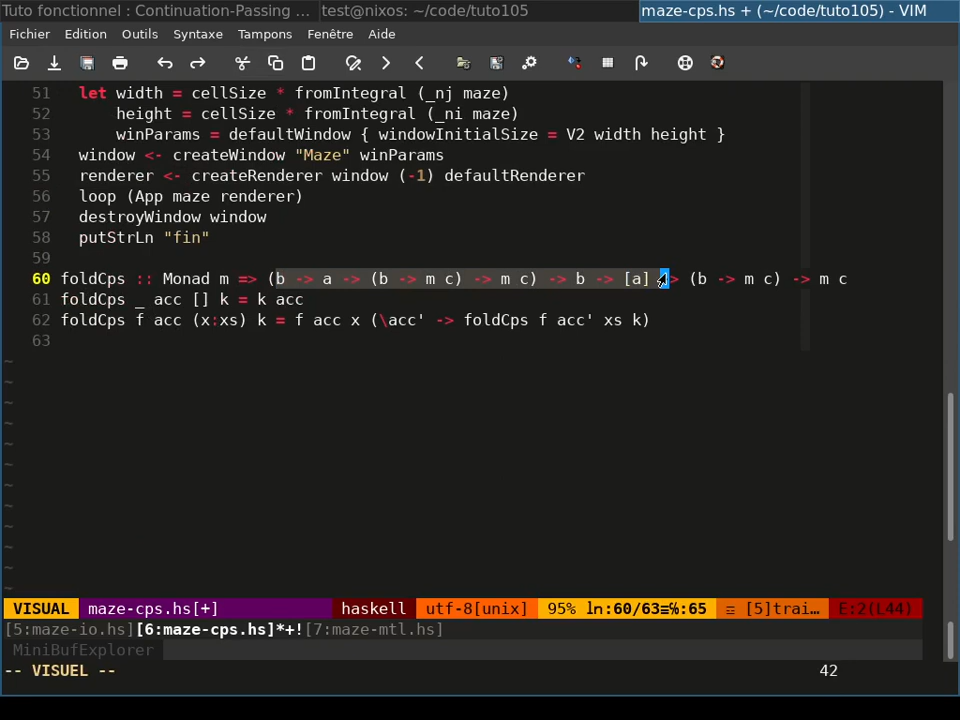 Tuto fonctionnel : Continuation-Passing ... test@nixos: ~/code/tuto105 maze-cps.hs + (~/code/tuto105) - VIM
Fichier Edition Outils Syntaxe Tampons Fenêtre Aide
51 let width = cellSize * fromIntegral (_nj maze)
52 height = cellSize * fromIntegral (_ni maze)
53 winParams = defaultWindow { windowInitialSize = V2 width height }
54 window <- createWindow "Maze" winParams
55 renderer <- createRenderer window (-1) defaultRenderer
56 loop (App maze renderer)
57 destroyWindow window
58 putStrLn "fin"
59
60 foldCps :: Monad m => (b -> a -> (b -> m c) -> m c) -> b -> [a] -> (b -> m c) -> m c
61 foldCps _ acc [] k = k acc
62 foldCps f acc (x:xs) k = f acc x (\acc' -> foldCps f acc' xs k)
63
~
~
~
~
~
~
~
~
~
~
~
~
VISUAL maze-cps.hs[+] haskell utf-8[unix] 95% ln:60/63≡℅:65 ☲ [5]trai... E:2(L44)
[5:maze-io.hs][6:maze-cps.hs]*+![7:maze-mtl.hs]
MiniBufExplorer
-- VISUEL -- 42